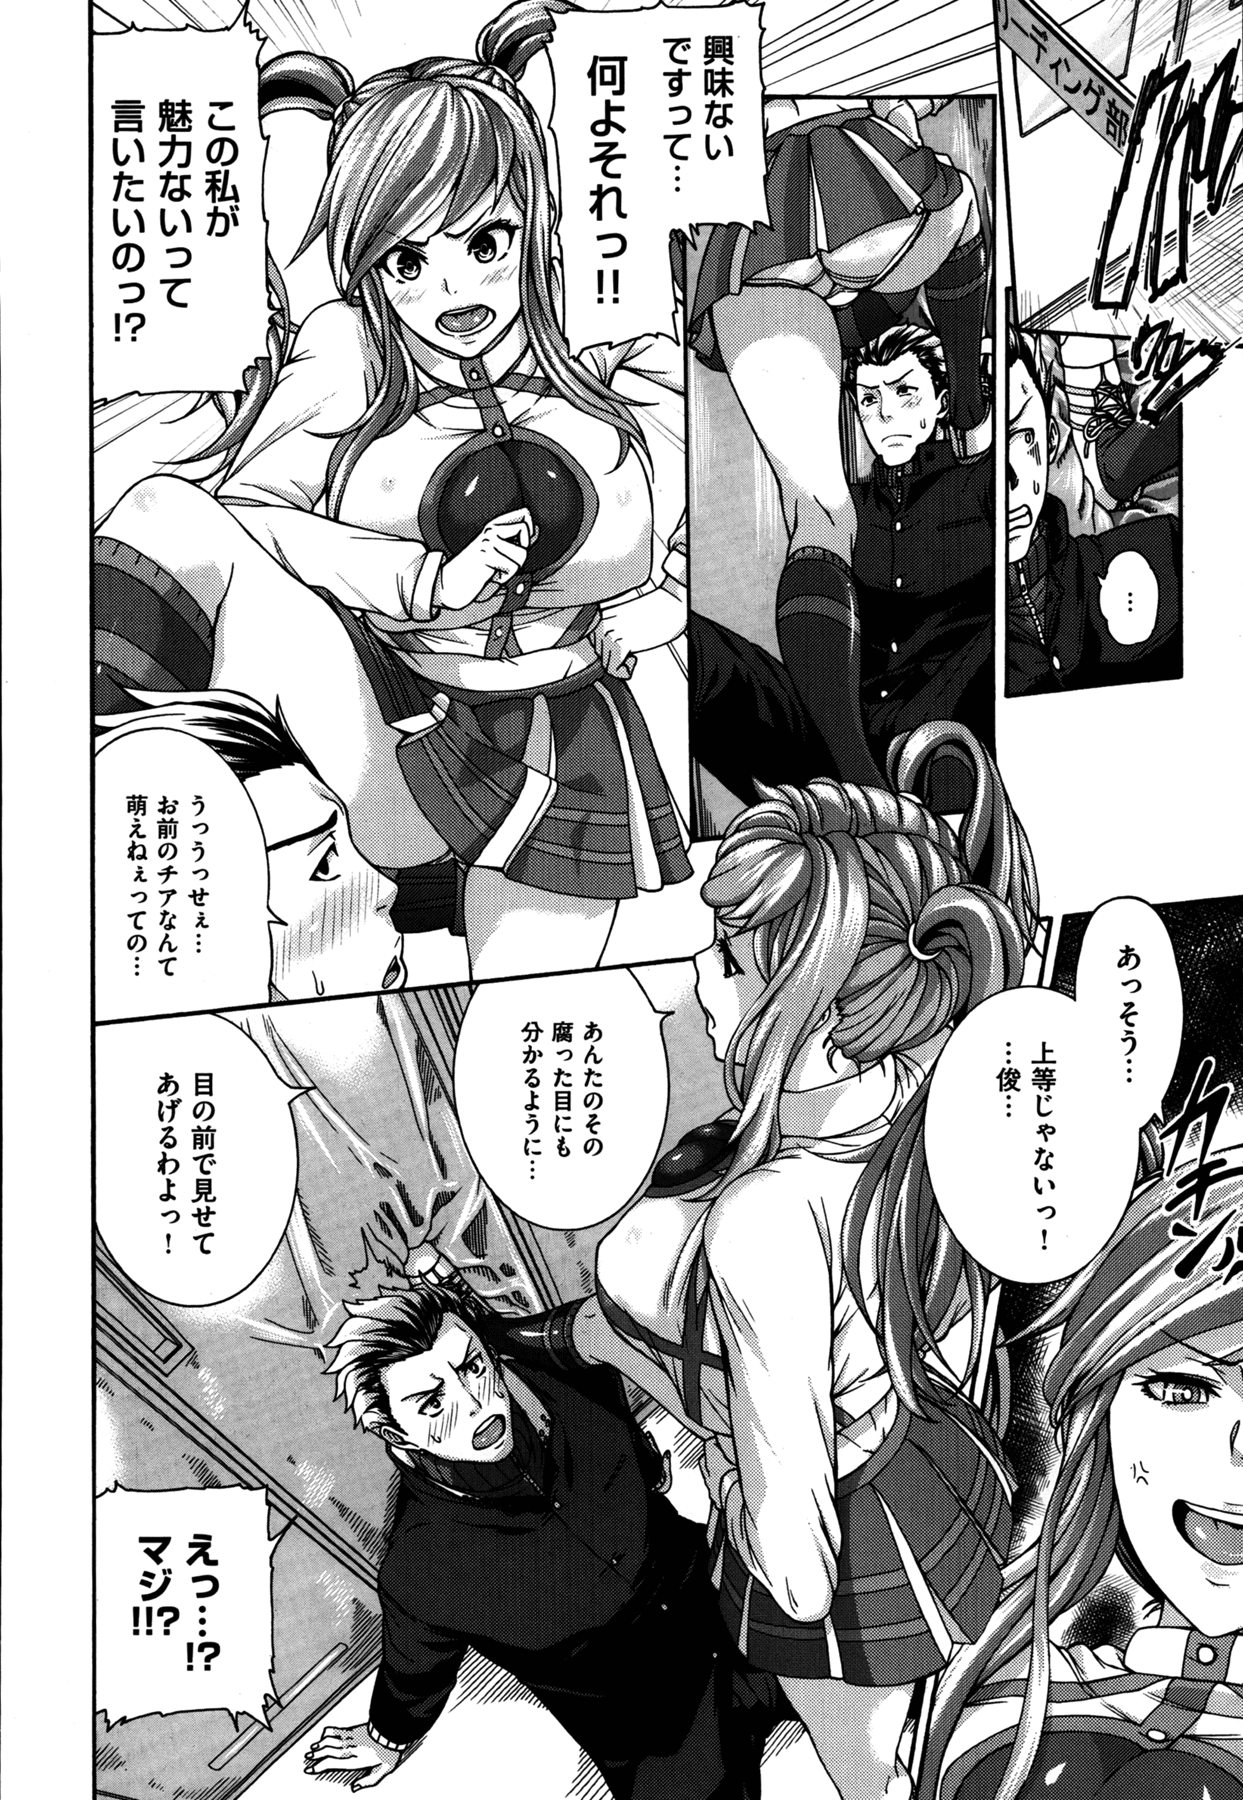 リーディング部
…
興味ない
ですって…
何よそれっ!!
この私が
魅力ないって
言いたいのっ!?
うっうっせぇ…
お前のチアなんて
萌えねぇっての…
あっそう…
上等じゃないっ!
…俊…
カチン
あんたのその
腐った目にも
分かるように…
目の前で見せて
あげるわよっ!
えっ…!?
マジ!!?